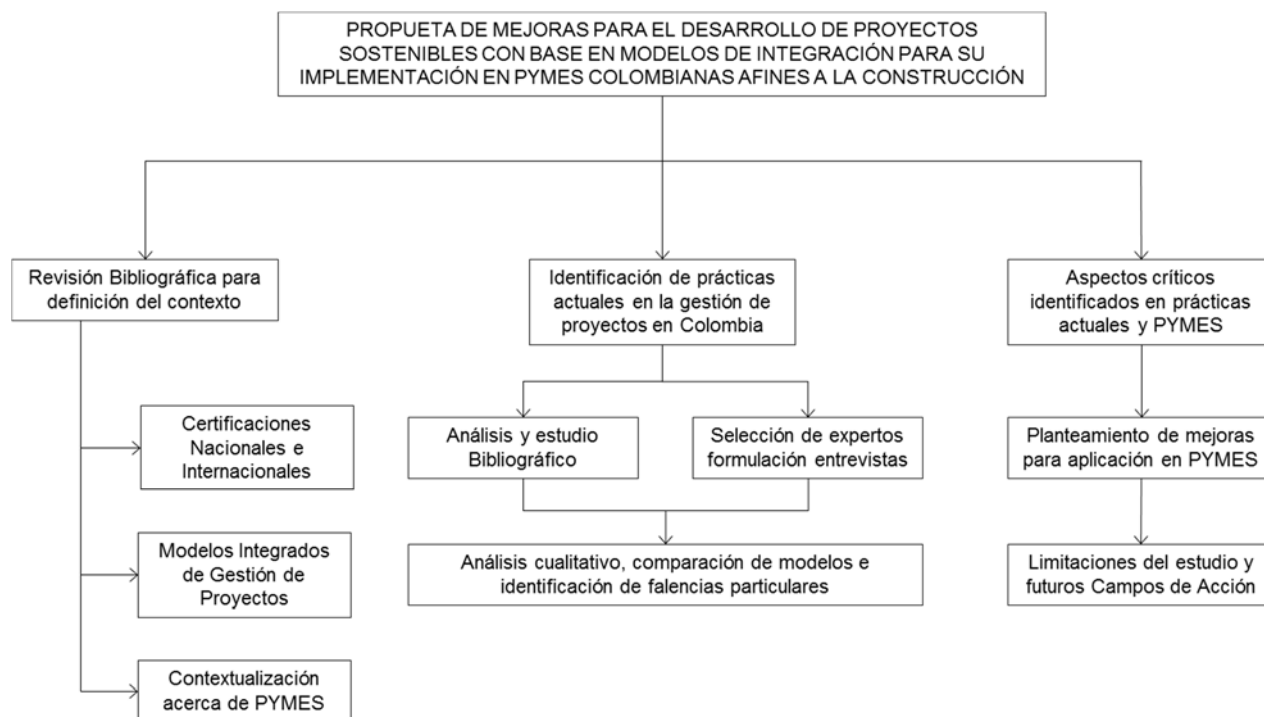 PROPUETA DE MEJORAS PARA EL DESARROLLO DE PROYECTOS
SOSTENIBLES CON BASE EN MODELOS DE INTEGRACIÓN PARA SU
IMPLEMENTACIÓN EN PYMES COLOMBIANAS AFINES A LA CONSTRUCCIÓN
Revisión Bibliográfica para
definición del contexto
Certificaciones
Nacionales e
Internacionales
Modelos Integrados
de Gestión de
Proyectos
Contextualización
acerca de PYMES
Identificación de prácticas
actuales en la gestión de
proyectos en Colombia
Análisis y estudio
Bibliográfico
Selección de expertos
formulación entrevistas
Análisis cualitativo, comparación de modelos e
identificación de falencias particulares
Aspectos críticos
identificados en prácticas
actuales y PYMES
Planteamiento de mejoras
para aplicación en PYMES
Limitaciones del estudio y
futuros Campos de Acción